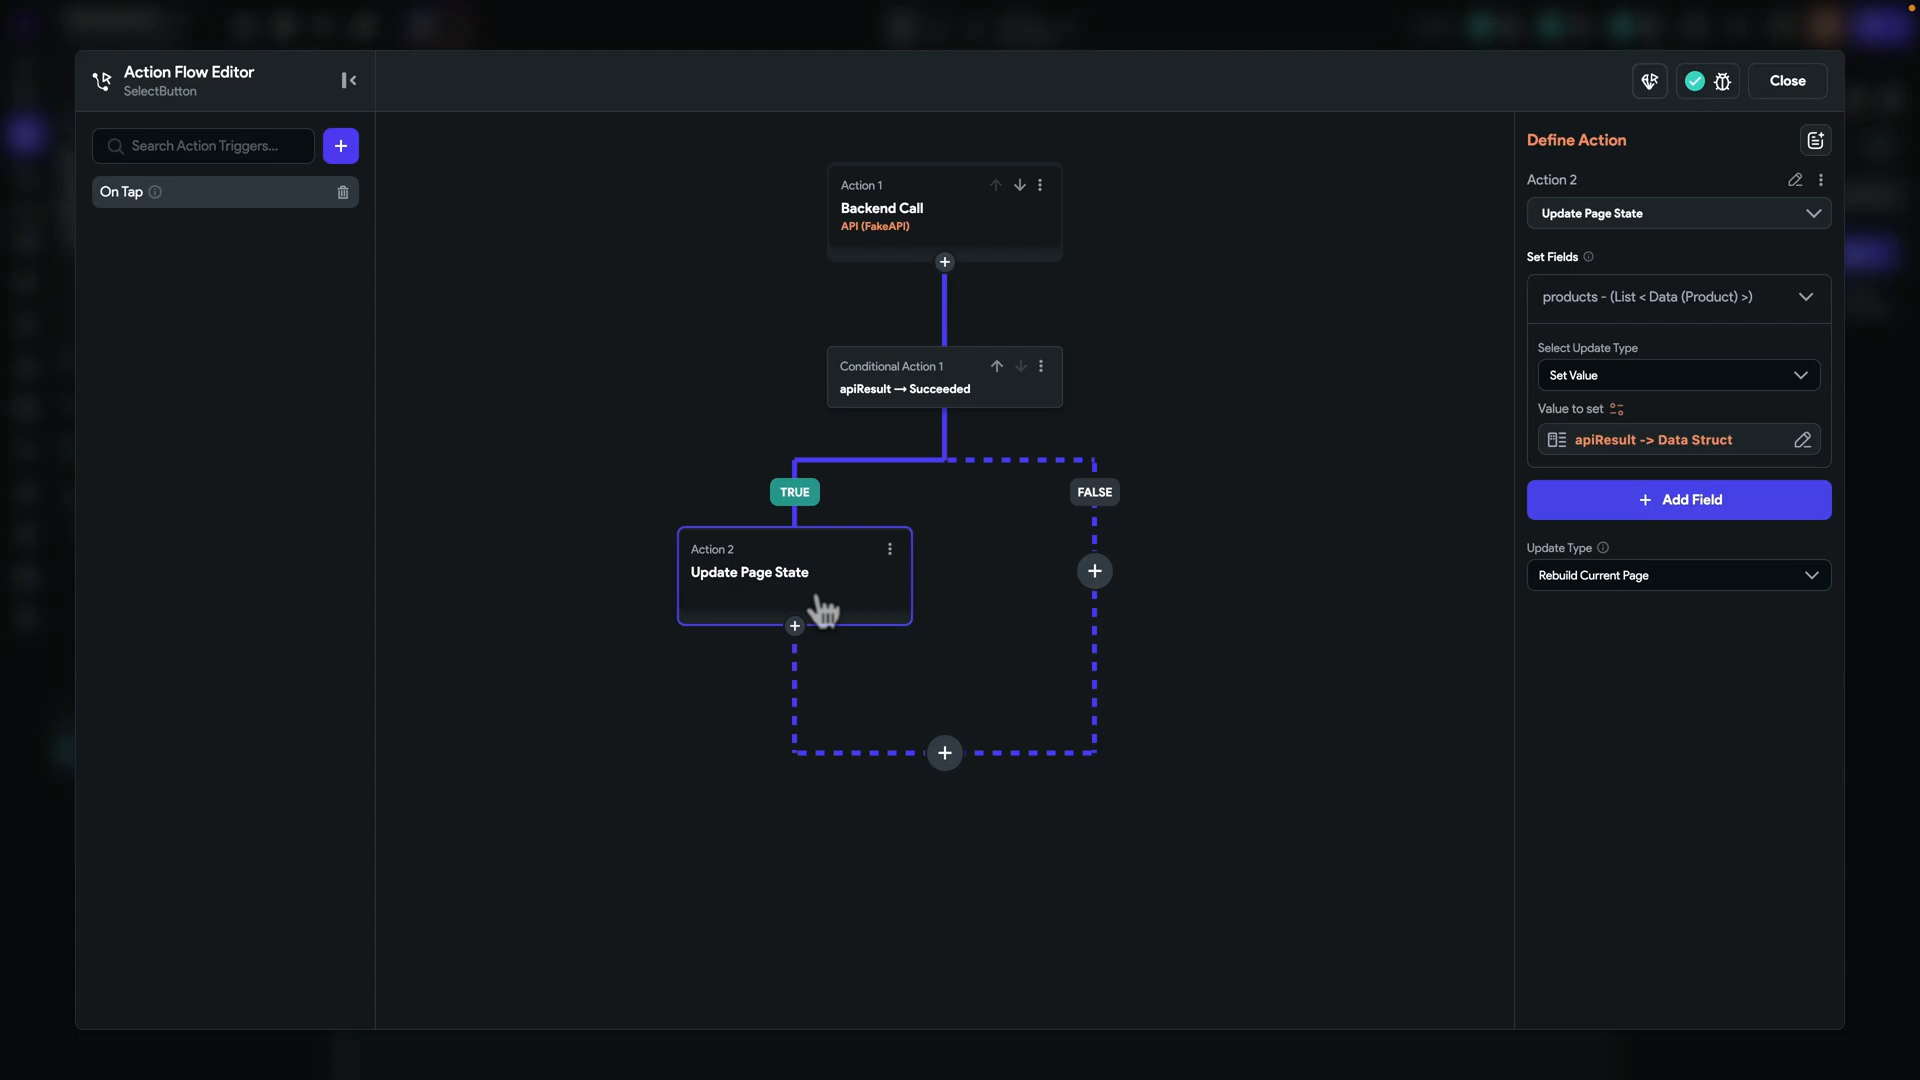 Action Flow Editor
SelectButton
Close
Search Action Triggers...
On Tap
Action 1
Backend Call
API (FakeAPI)
Conditional Action 1
apiResult → Succeeded
TRUE
FALSE
Action 2
Update Page State
Define Action
Action 2
Update Page State
Set Fields
products - (List < Data (Product) >)
Select Update Type
Set Value
Value to set
apiResult -> Data Struct
+ Add Field
Update Type
Rebuild Current Page